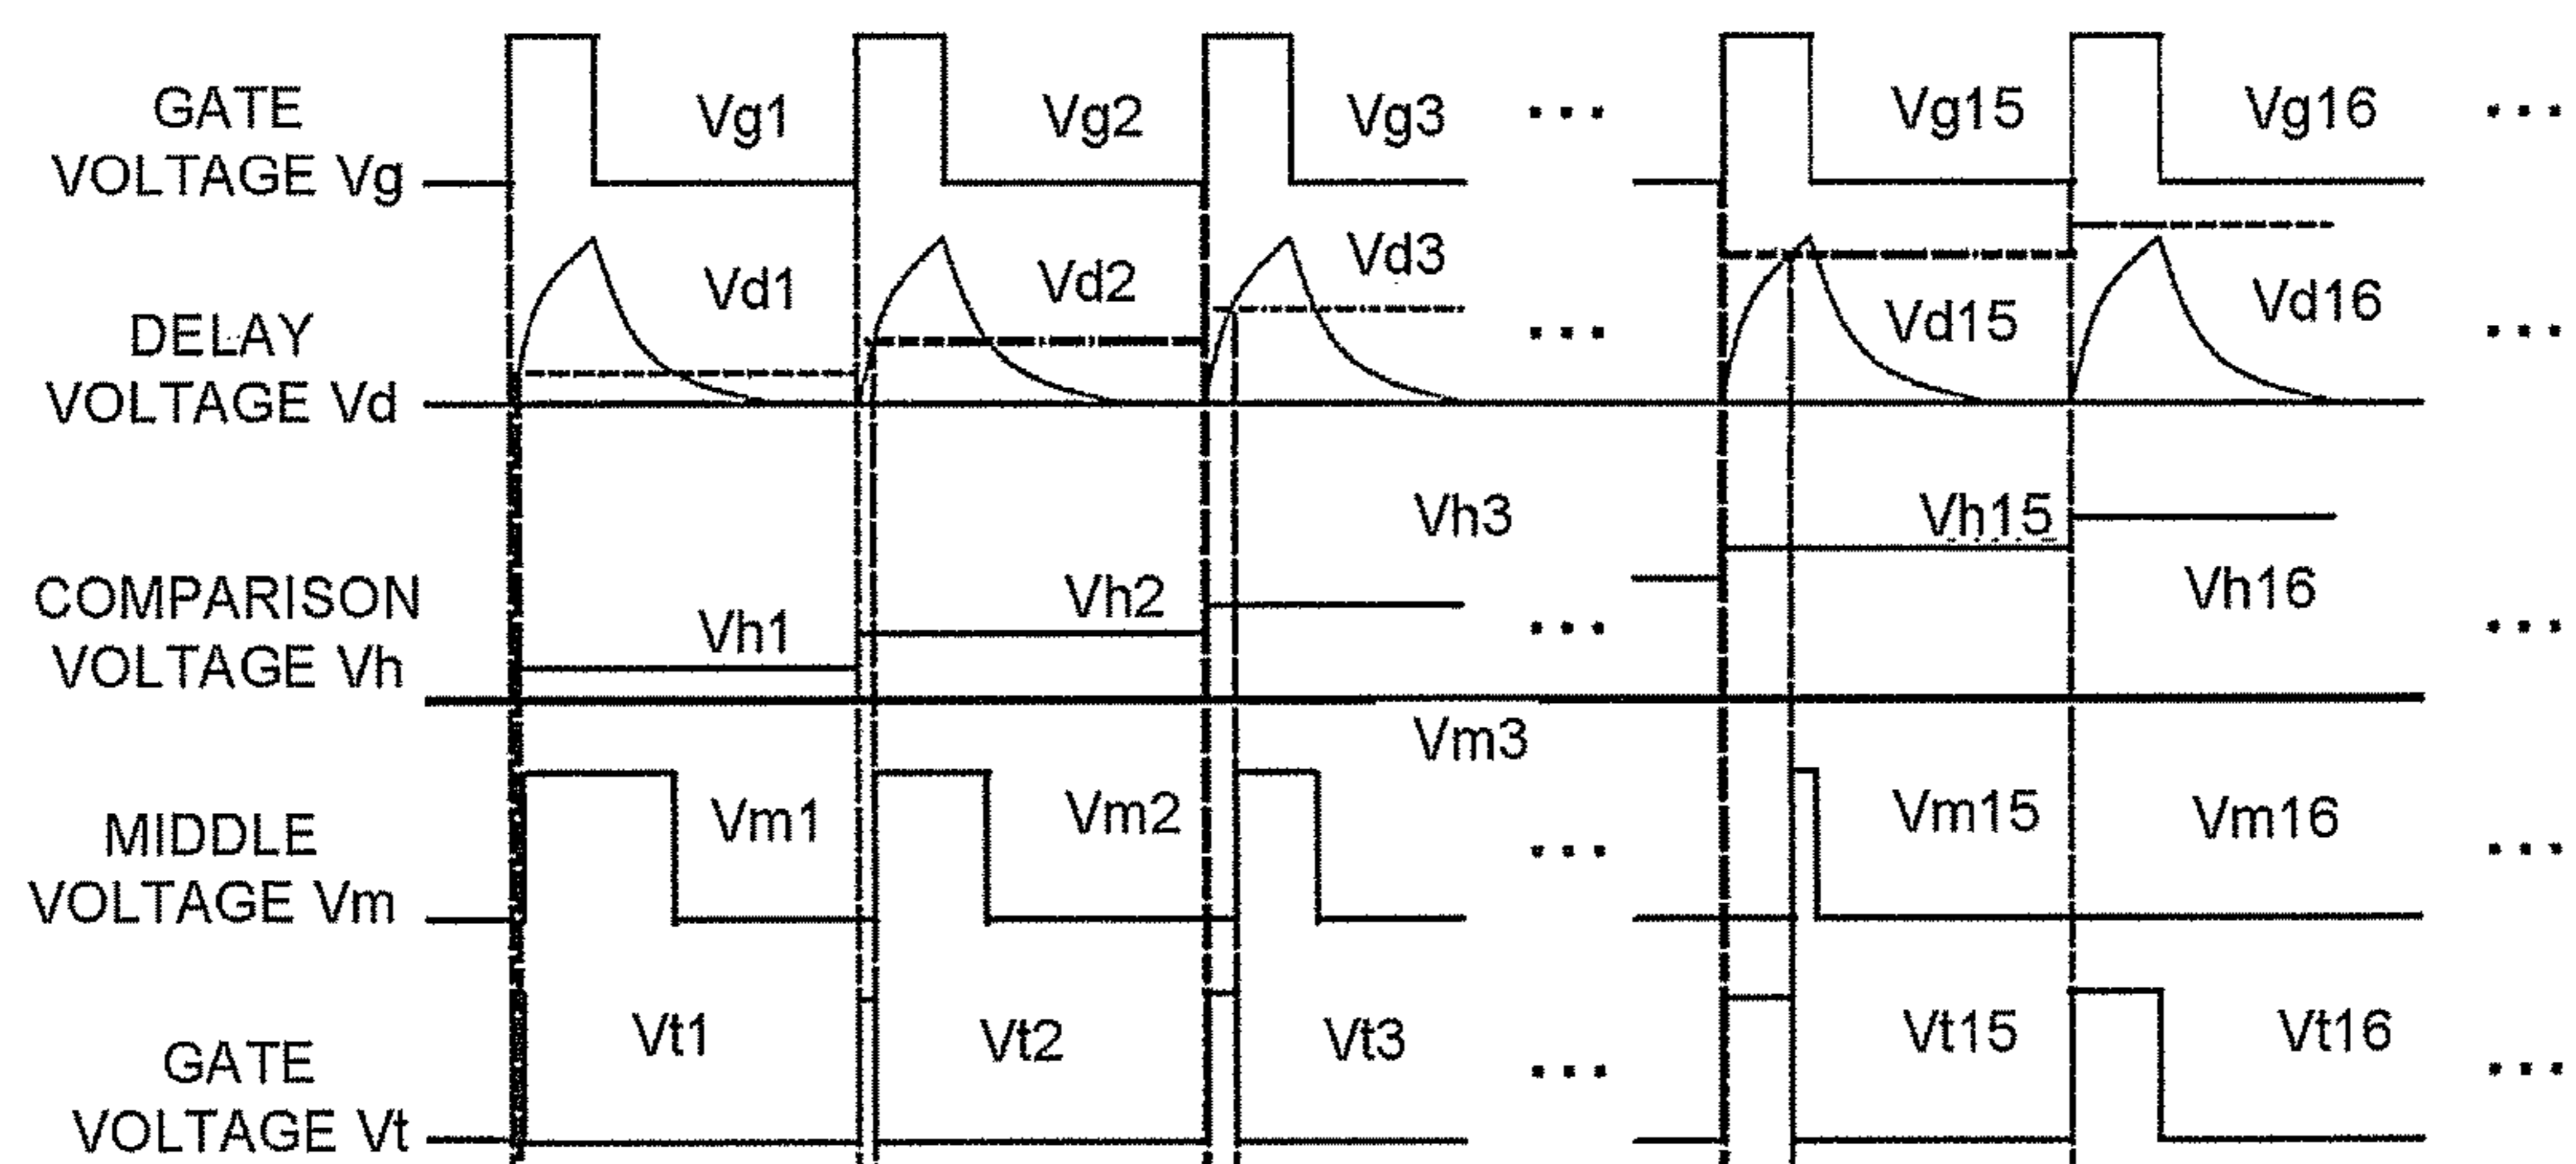 GATE
VOLTAGE Vg
Vg1
Vg2
Vg3
...
Vg15
Vg16
...
DELAY
VOLTAGE Vd
Vd1
Vd2
Vd3
...
Vd15
Vd16
...
COMPARISON
VOLTAGE Vh
Vh1
Vh2
Vh3
...
Vh15
Vh16
...
MIDDLE
VOLTAGE Vm
Vm1
Vm2
Vm3
...
Vm15
Vm16
...
GATE
VOLTAGE Vt
Vt1
Vt2
Vt3
...
Vt15
Vt16
...